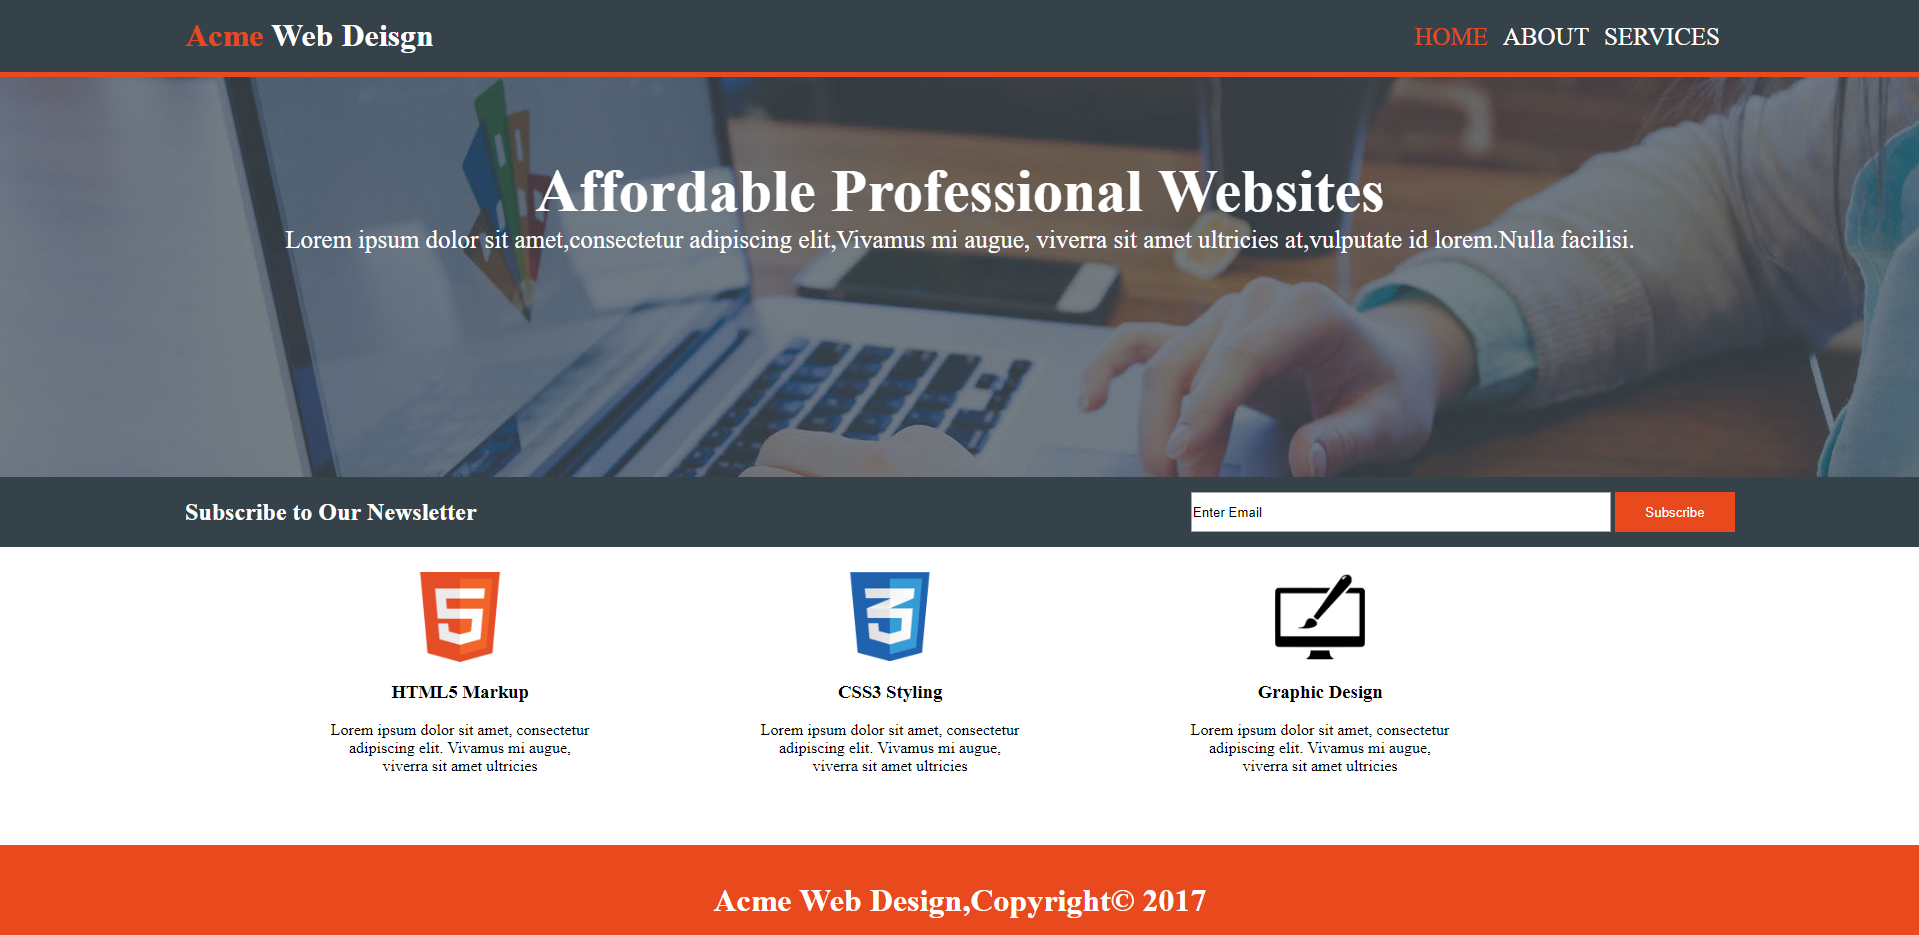 Acme Web Deisgn
HOME ABOUT SERVICES
Affordable Professional Websites
Lorem ipsum dolor sit amet,consectetur adipiscing elit,Vivamus mi augue, viverra sit amet ultricies at,vulputate id lorem.Nulla facilisi.
Subscribe to Our Newsletter
Enter Email
Subscribe
HTML5 Markup
Lorem ipsum dolor sit amet, consectetur
adipiscing elit. Vivamus mi augue,
viverra sit amet ultricies
CSS3 Styling
Lorem ipsum dolor sit amet, consectetur
adipiscing elit. Vivamus mi augue,
viverra sit amet ultricies
Graphic Design
Lorem ipsum dolor sit amet, consectetur
adipiscing elit. Vivamus mi augue,
viverra sit amet ultricies
Acme Web Design,Copyright© 2017